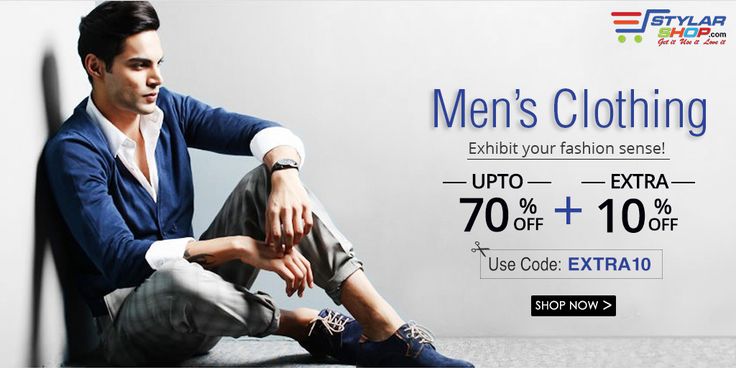 STYLAR
SHOP.com
Get it Use it Love it
Men's Clothing
Exhibit your fashion sense!
UPTO
70% OFF
+
EXTRA
10% OFF
Use Code: EXTRA10
SHOP NOW >